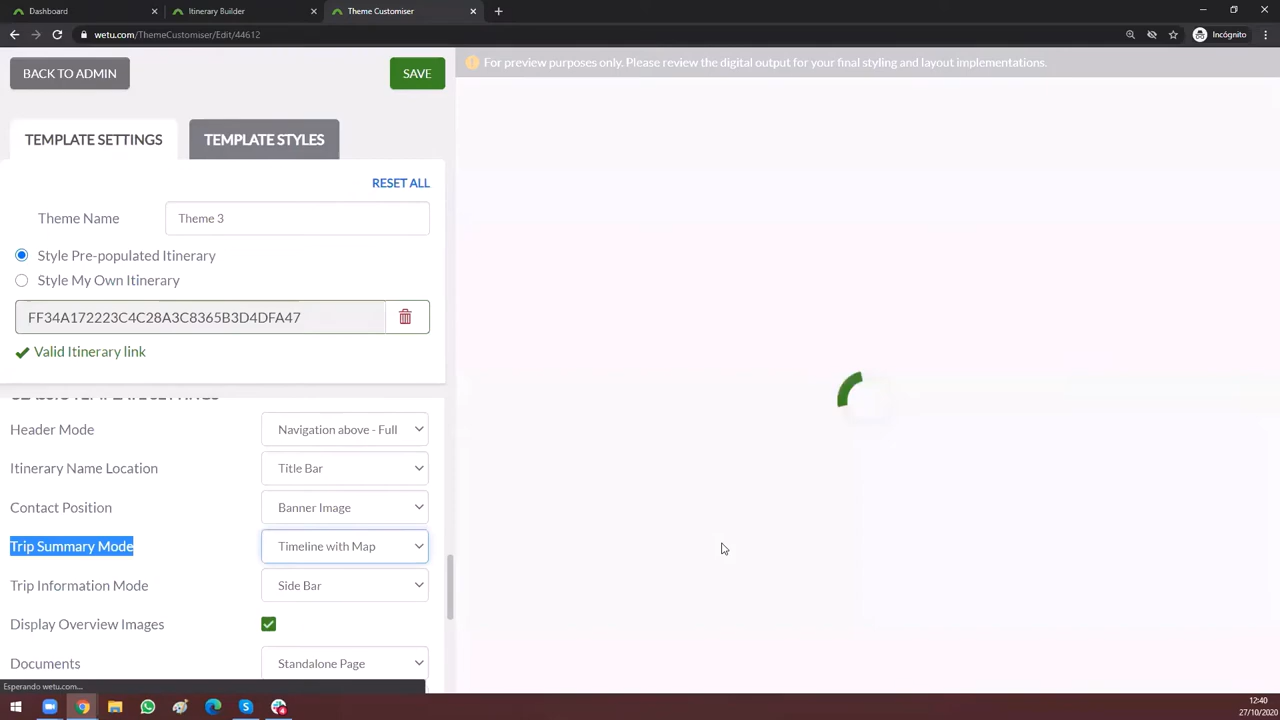 Dashboard
Itinerary Builder
Theme Customiser
wetu.com/ThemeCustomiser/Edit/44612
Incógnito
BACK TO ADMIN
SAVE
For preview purposes only. Please review the digital output for your final styling and layout implementations.
TEMPLATE SETTINGS
TEMPLATE STYLES
RESET ALL
Theme Name
Theme 3
Style Pre-populated Itinerary
Style My Own Itinerary
FF34A172223C4C28A3C8365B3D4DFA47
Valid Itinerary link
CLASSIC TEMPLATE SETTINGS
Header Mode
Navigation above - Full
Itinerary Name Location
Title Bar
Contact Position
Banner Image
Trip Summary Mode
Timeline with Map
Trip Information Mode
Side Bar
Display Overview Images
Documents
Standalone Page
Esperando wetu.com...
12:40
27/10/2020